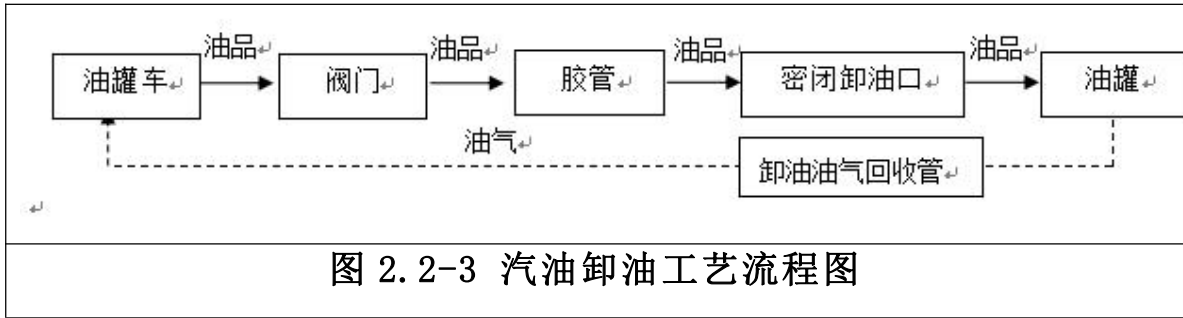 油品 油品 油品 油品
油罐车 阀门 胶管 密闭卸油口 油罐
油气
卸油油气回收管
图 2.2-3 汽油卸油工艺流程图